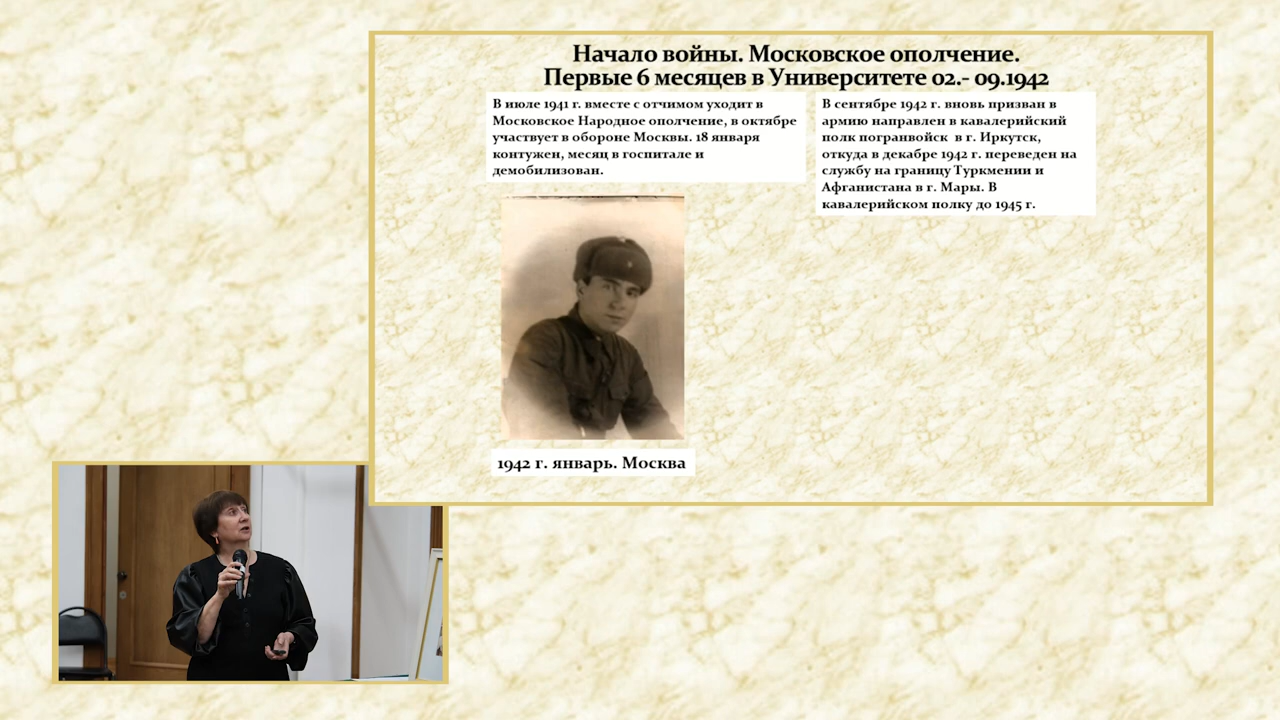 Начало войны. Московское ополчение.
Первые 6 месяцев в Университете 02.- 09.1942
В июле 1941 г. вместе с отчимом уходит в
Московское Народное ополчение, в октябре
участвует в обороне Москвы. 18 января
контужен, месяц в госпитале и
демобилизован.
В сентябре 1942 г. вновь призван в
армию направлен в кавалерийский
полк погранвойск в г. Иркутск,
откуда в декабре 1942 г. переведен на
службу на границу Туркмении и
Афганистана в г. Мары. В
кавалерийском полку до 1945 г.
1942 г. январь. Москва